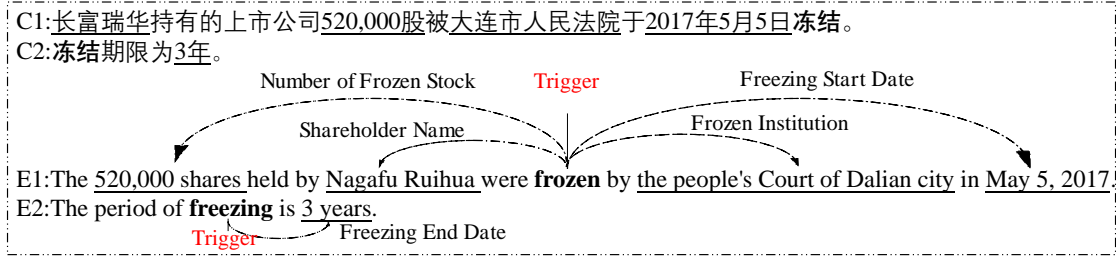 C1:长富瑞华持有的上市公司520,000股被大连市人民法院于2017年5月5日冻结。
C2:冻结期限为3年。
Number of Frozen Stock Trigger Freezing Start Date
Shareholder Name Frozen Institution
E1:The 520,000 shares held by Nagafu Ruihua were frozen by the people's Court of Dalian city in May 5, 2017.
E2:The period of freezing is 3 years.
Trigger Freezing End Date